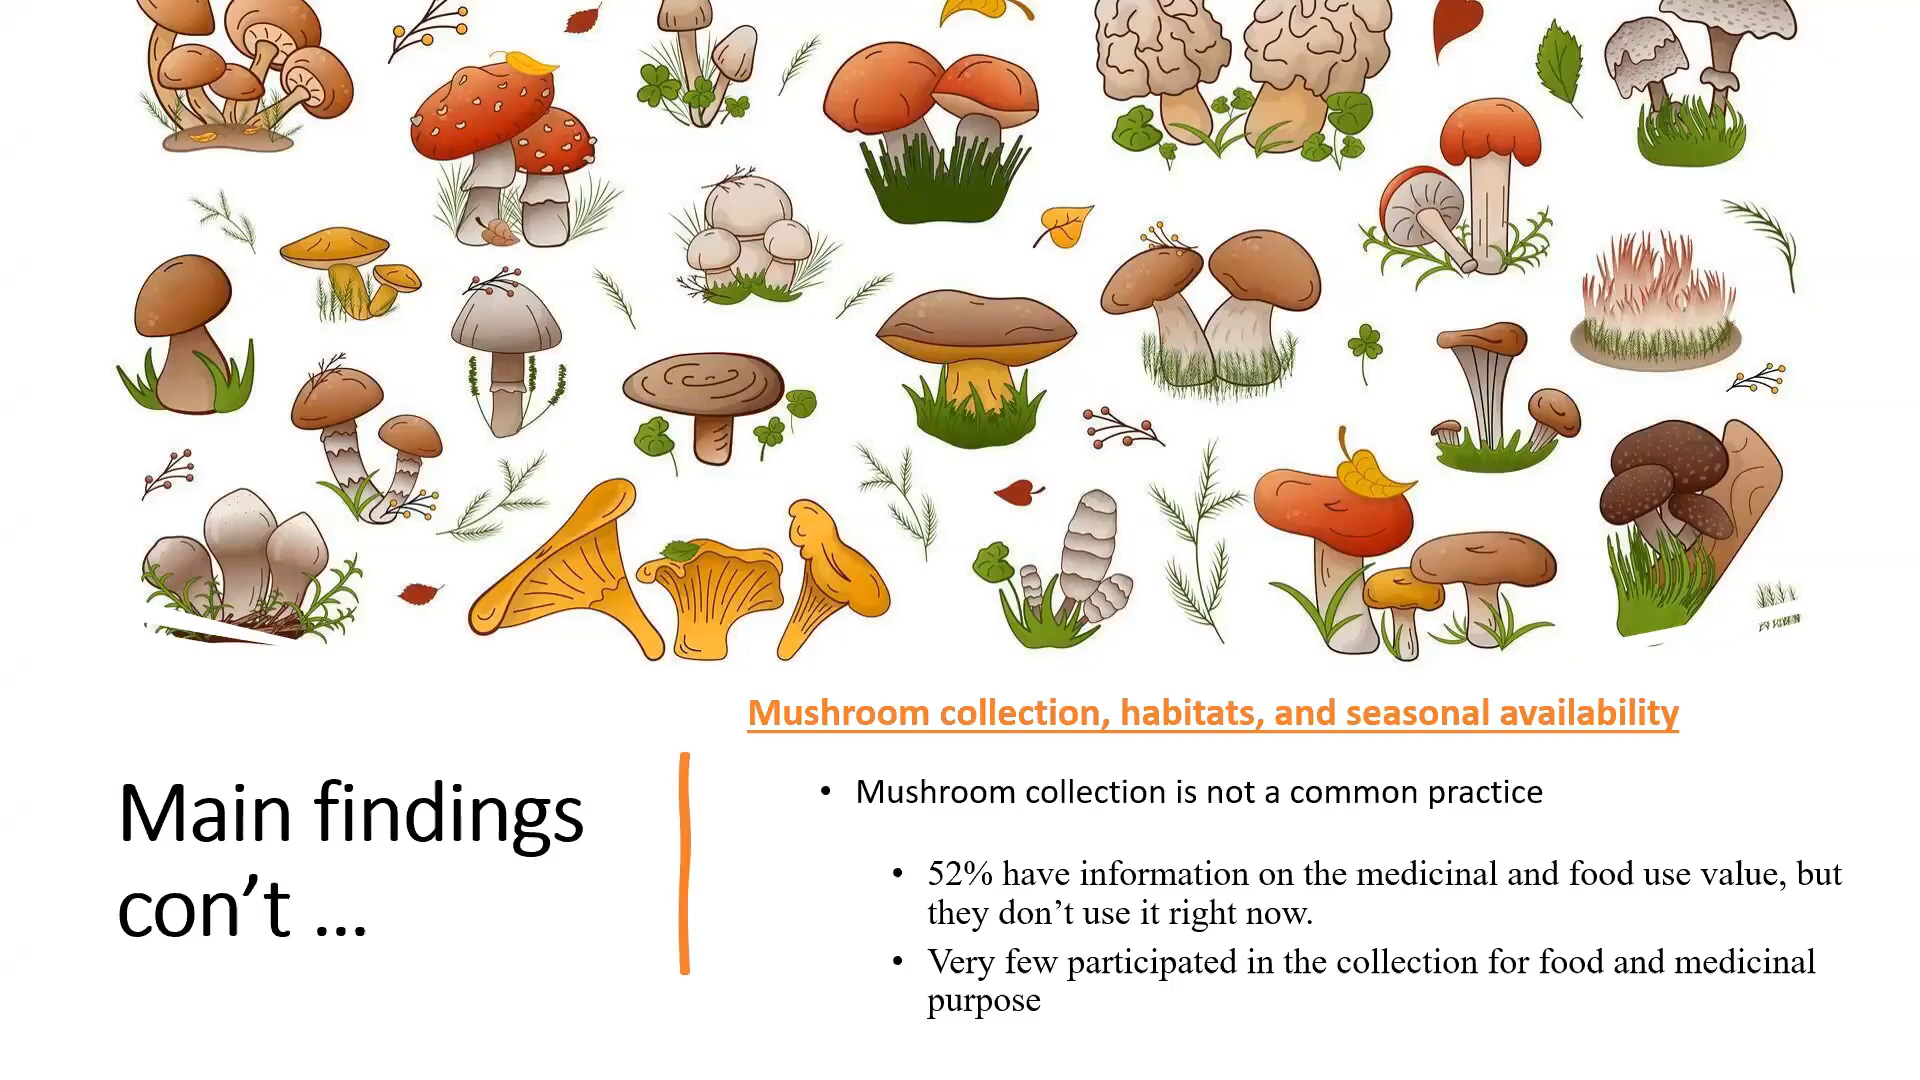 Mushroom collection, habitats, and seasonal availability
Main findings
con’t ...
• Mushroom collection is not a common practice
• 52% have information on the medicinal and food use value, but
they don’t use it right now.
• Very few participated in the collection for food and medicinal
purpose